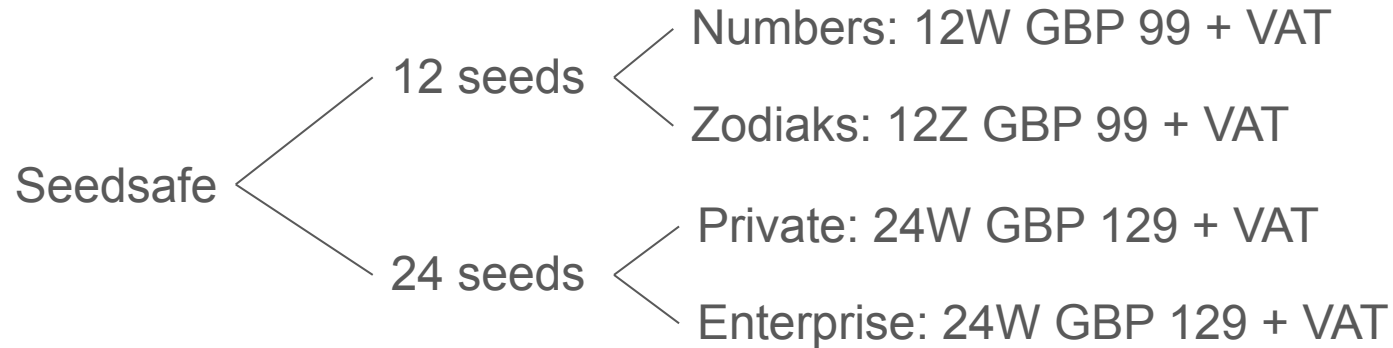 Seedsafe
12 seeds
Numbers: 12W GBP 99 + VAT
Zodiaks: 12Z GBP 99 + VAT
24 seeds
Private: 24W GBP 129 + VAT
Enterprise: 24W GBP 129 + VAT